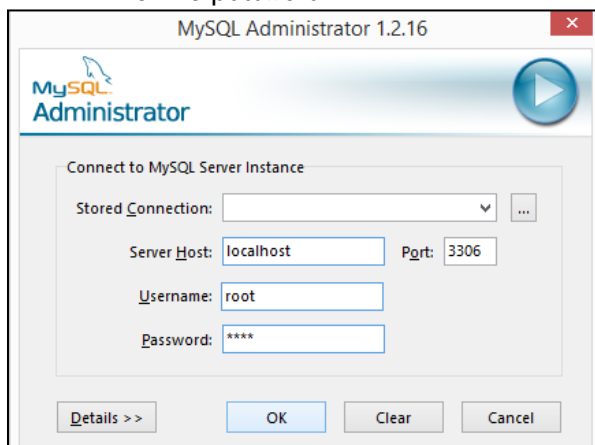 MySQL Administrator 1.2.16
MySQL
Administrator
Connect to MySQL Server Instance
Stored Connection: ...
Server Host: localhost Port: 3306
Username: root
Password: ****
Details >> OK Clear Cancel